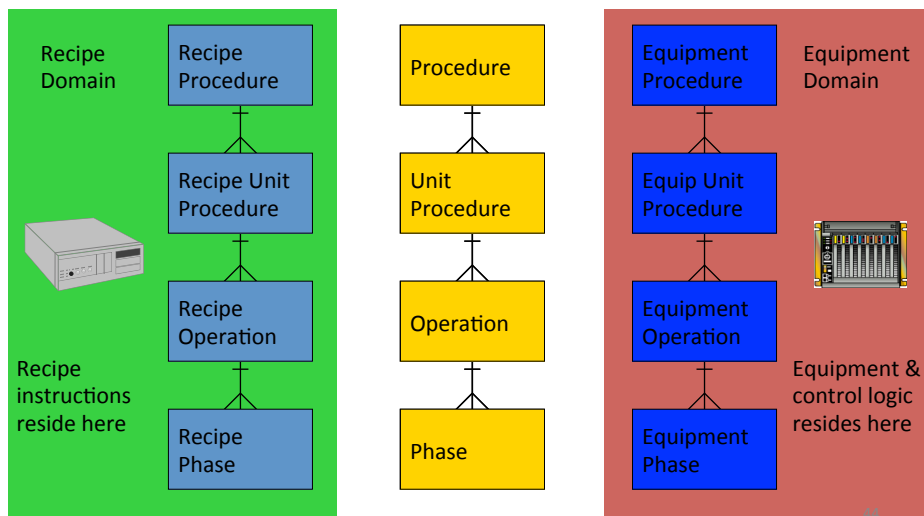 Recipe
Domain
Recipe
Procedure
Recipe Unit
Procedure
Recipe
Operation
Recipe
Phase
Recipe
instructions
reside here
Procedure
Unit
Procedure
Operation
Phase
Equipment
Procedure
Equip Unit
Procedure
Equipment
Operation
Equipment
Phase
Equipment
Domain
Equipment &
control logic
resides here